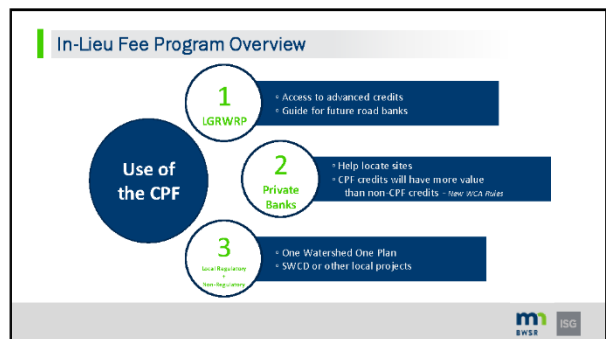 In-Lieu Fee Program Overview
Use of
the CPF
1
LGRWRP
▫ Access to advanced credits
▫ Guide for future road banks
2
Private
Banks
▫ Help locate sites
▫ CPF credits will have more value
than non-CPF credits – New WCA Rules
3
Local Regulatory
+
Non-Regulatory
▫ One Watershed One Plan
▫ SWCD or other local projects
mn
BWSR
ISG